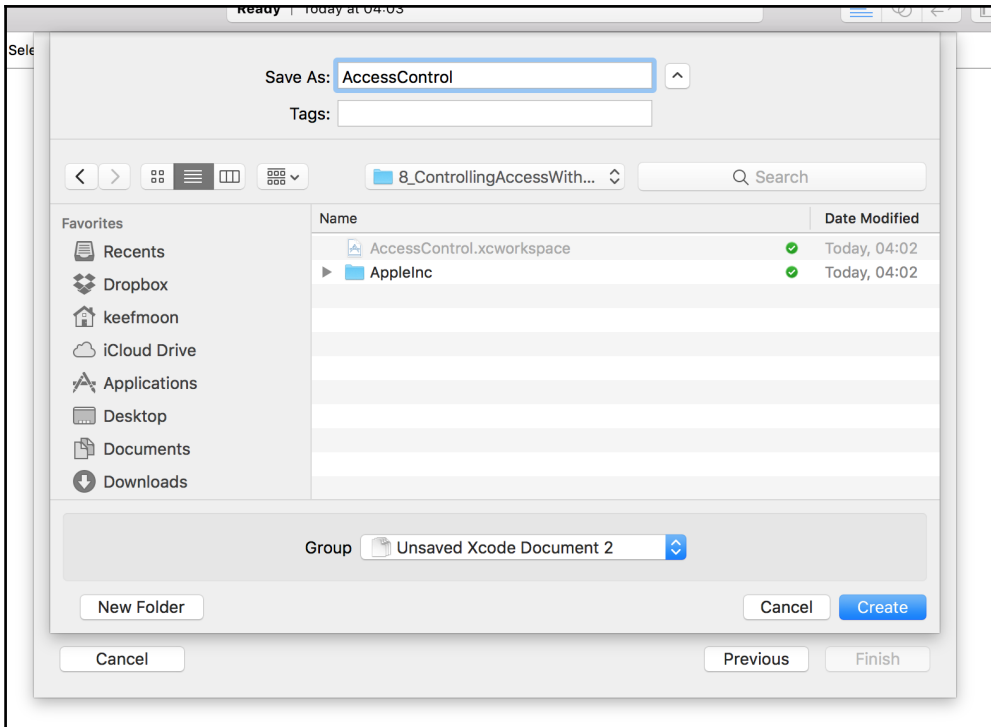 Ready | Today at 04:03
Sele
Save As: AccessControl
Tags:
8_ControllingAccessWith... Search
Favorites
Name Date Modified
Recents
AccessControl.xcworkspace Today, 04:02
AppleInc Today, 04:02
Dropbox
keefmoon
iCloud Drive
Applications
Desktop
Documents
Downloads
Group Unsaved Xcode Document 2
New Folder Cancel Create
Cancel Previous Finish